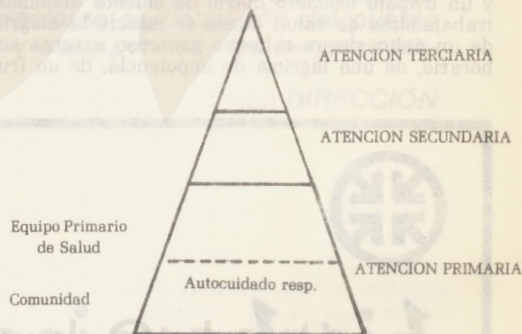 ATENCION TERCIARIA
ATENCION SECUNDARIA
Equipo Primario
de Salud
ATENCION PRIMARIA
Autocuidado resp.
Comunidad